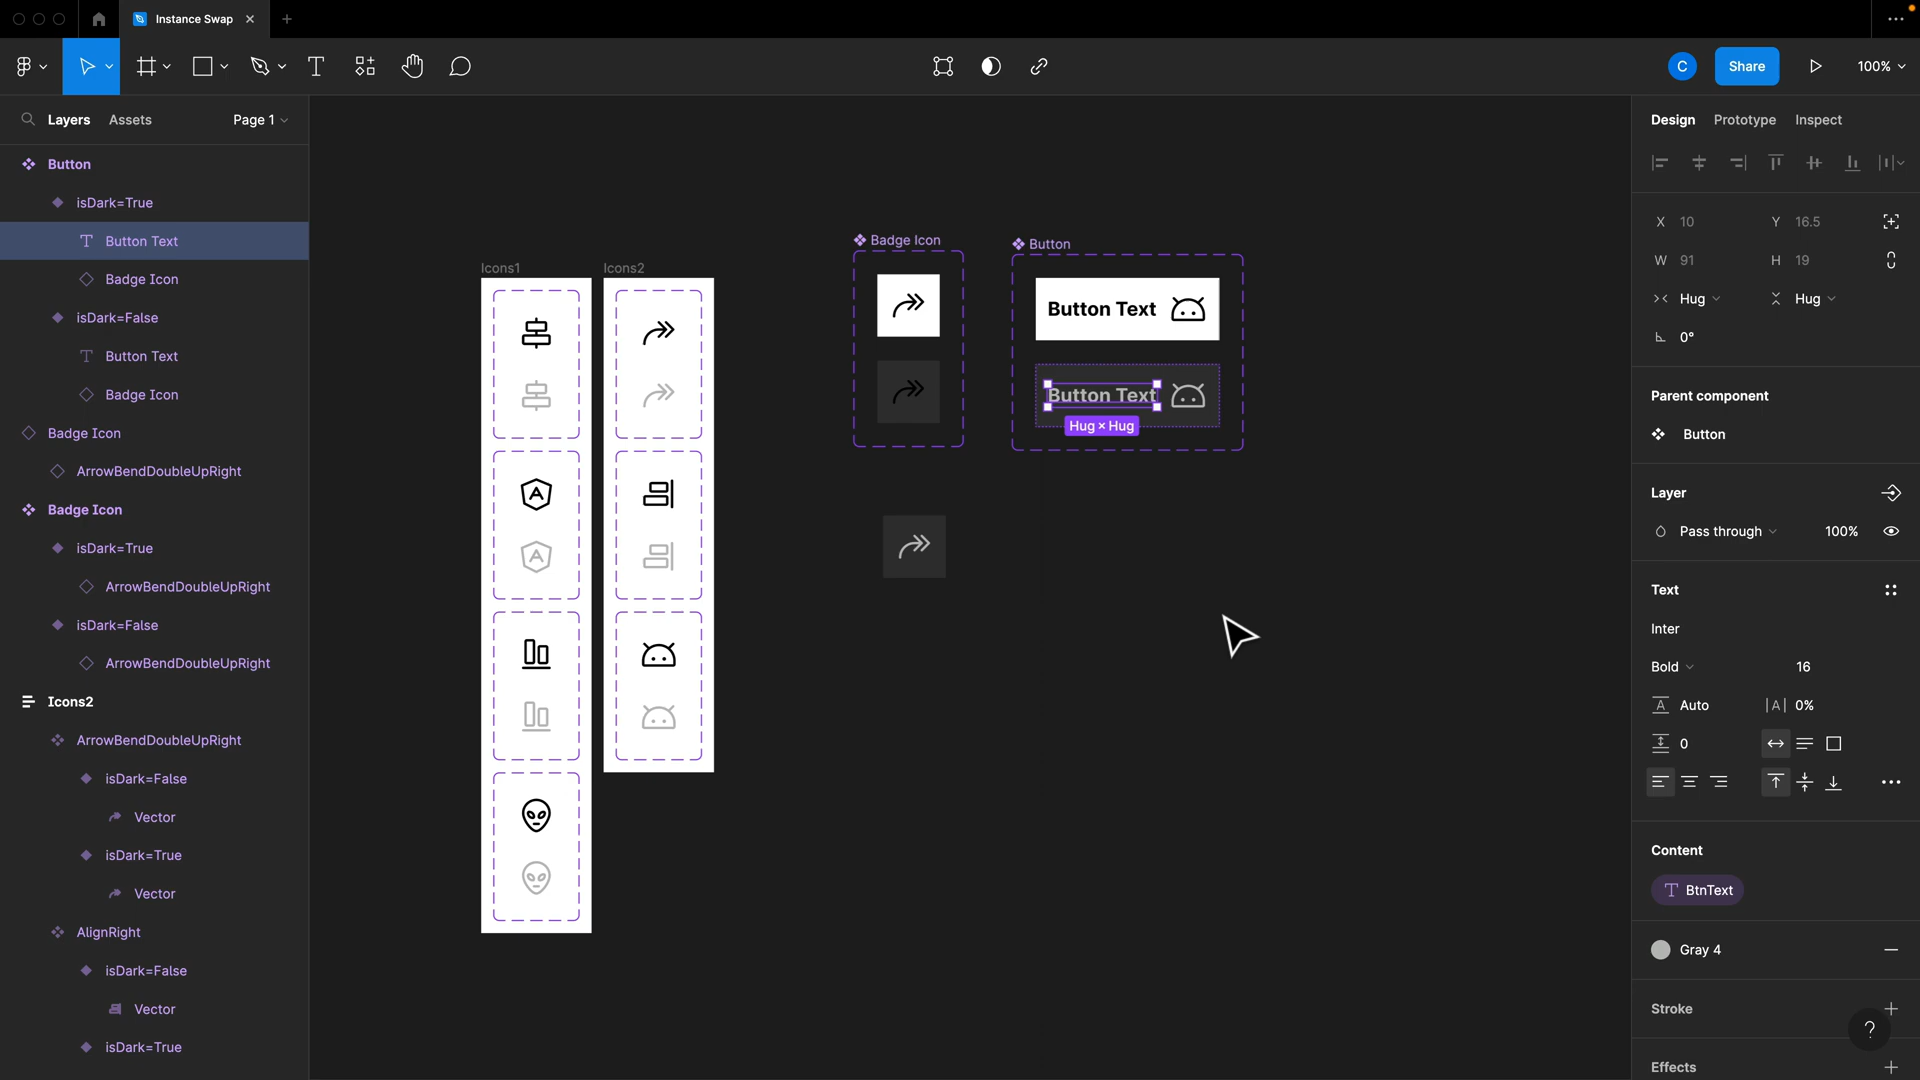 Instance Swap
C
Share
100%
Layers
Assets
Page 1
Button
isDark=True
Button Text
Badge Icon
isDark=False
Button Text
Badge Icon
Badge Icon
ArrowBendDoubleUpRight
Badge Icon
isDark=True
ArrowBendDoubleUpRight
isDark=False
ArrowBendDoubleUpRight
Icons2
ArrowBendDoubleUpRight
isDark=False
Vector
isDark=True
Vector
AlignRight
isDark=False
Vector
isDark=True
Icons1
Icons2
Badge Icon
Button
Button Text
Button Text
Hug × Hug
Design
Prototype
Inspect
X 10
Y 16.5
W 91
H 19
Hug
Hug
0°
Parent component
Button
Layer
Pass through
100%
Text
Inter
Bold
16
Auto
0%
0
Content
BtnText
Gray 4
Stroke
?
Effects